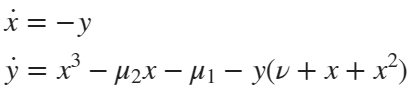 ẋ = −y
ẏ = x³ − μ₂x − μ₁ − y(ν + x + x²)